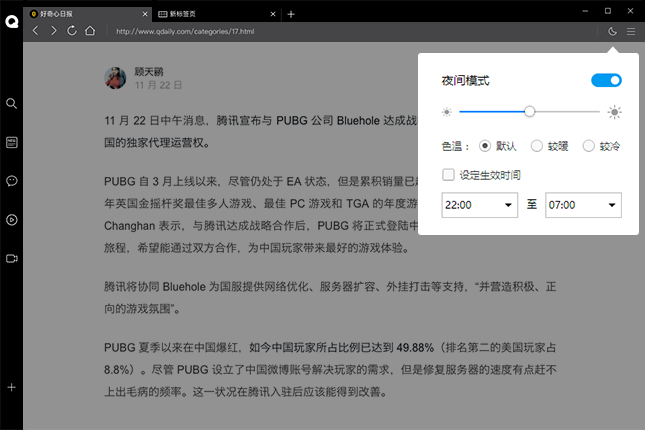 好奇心日报
新标签页
http://www.qdaily.com/categories/17.html
顾天鹂
11 月 22 日
夜间模式
色温： 默认 较暖 较冷
设定生效时间
22:00 至 07:00
11 月 22 日中午消息，腾讯宣布与 PUBG 公司 Bluehole 达成战
国的独家代理运营权。
PUBG 自 3 月上线以来，尽管仍处于 EA 状态，但是累积销量已
年英国金摇杆奖最佳多人游戏、最佳 PC 游戏和 TGA 的年度游
Changhan 表示，与腾讯达成战略合作后，PUBG 将正式登陆中
旅程，希望能通过双方合作，为中国玩家带来最好的游戏体验。
腾讯将协同 Bluehole 为国服提供网络优化、服务器扩容、外挂打击等支持，“并营造积极、正
向的游戏氛围”。
PUBG 夏季以来在中国爆红，如今中国玩家所占比例已达到 49.88%（排名第二的美国玩家占
8.8%）。尽管 PUBG 设立了中国微博账号解决玩家的需求，但是修复服务器的速度有点赶不
上出毛病的频率。这一状况在腾讯入驻后应该能得到改善。